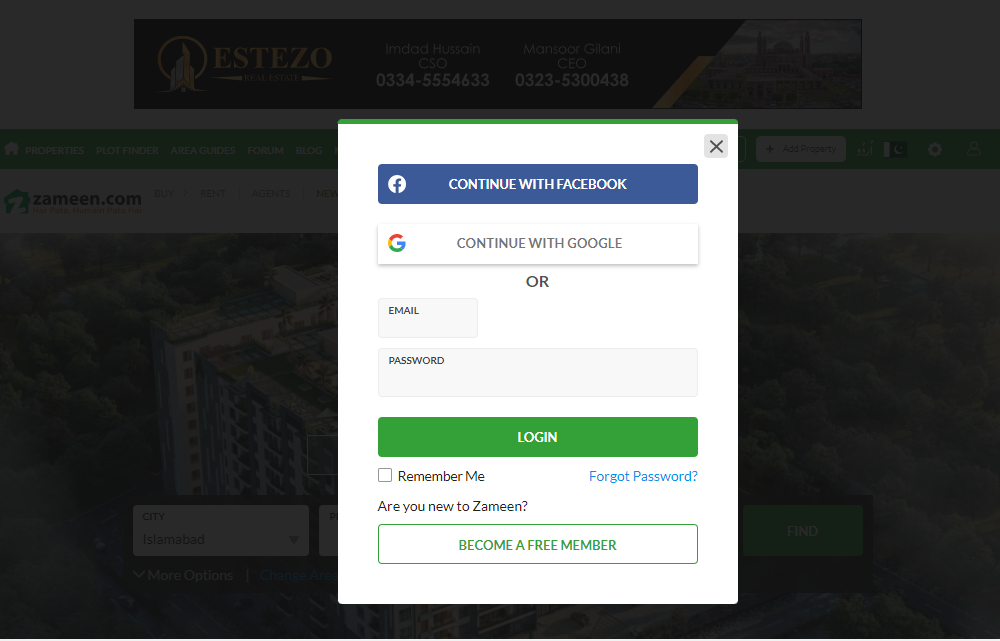 ESTEZO
REAL ESTATE
Imdad Hussain
CSO
0334-5554633
Mansoor Gilani
CEO
0323-5300438
PROPERTIES PLOT FINDER AREA GUIDES FORUM BLOG
+ Add Property
zameen.com
BUY RENT AGENTS NEW
CONTINUE WITH FACEBOOK
CONTINUE WITH GOOGLE
OR
EMAIL
PASSWORD
LOGIN
Remember Me Forgot Password?
Are you new to Zameen?
BECOME A FREE MEMBER
CITY
Islamabad
FIND
More Options | Change Area